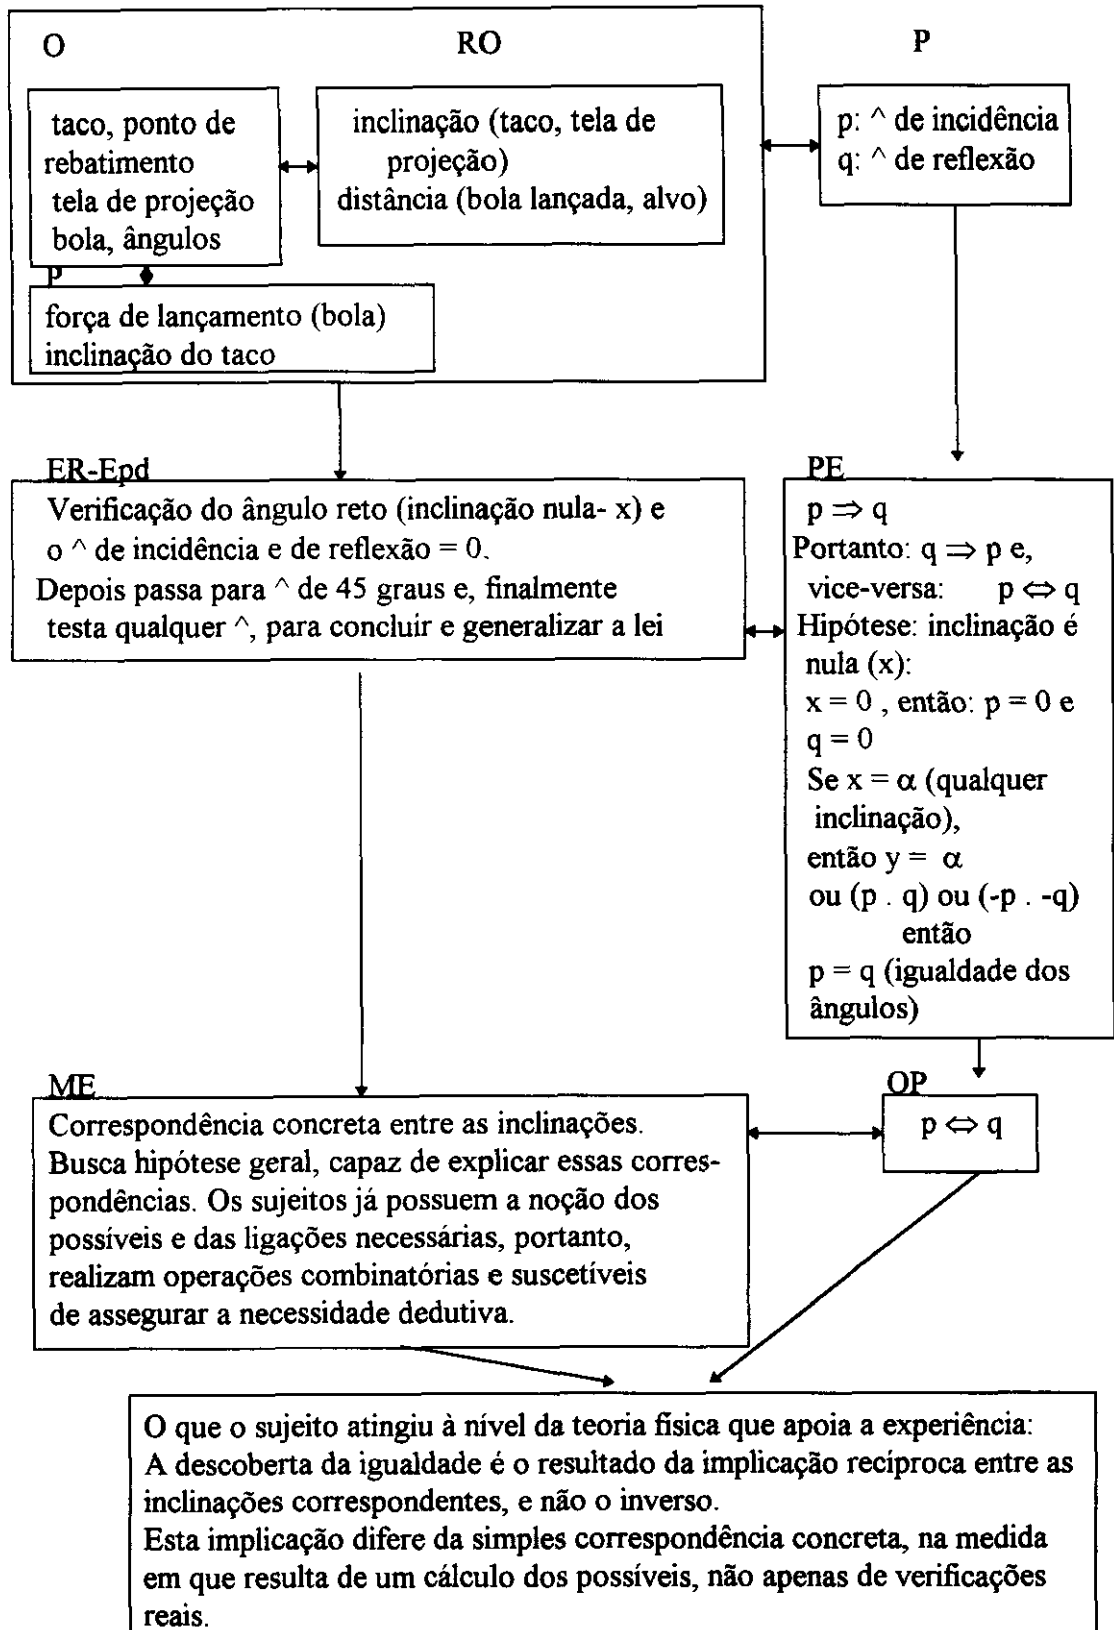 O RO P
taco, ponto de
rebatimento
tela de projeção
bola, ângulos
inclinação (taco, tela de
projeção)
distância (bola lançada, alvo)
p: ^ de incidência
q: ^ de reflexão
P
força de lançamento (bola)
inclinação do taco
ER-Epd
Verificação do ângulo reto (inclinação nula- x) e
o ^ de incidência e de reflexão = 0.
Depois passa para ^ de 45 graus e, finalmente
testa qualquer ^, para concluir e generalizar a lei
PE
p ⇒ q
Portanto: q ⇒ p e,
vice-versa: p ⇔ q
Hipótese: inclinação é
nula (x):
x = 0 , então: p = 0 e
q = 0
Se x = α (qualquer
inclinação),
então y = α
ou (p . q) ou (-p . -q)
então
p = q (igualdade dos
ângulos)
ME
Correspondência concreta entre as inclinações.
Busca hipótese geral, capaz de explicar essas corres-
pondências. Os sujeitos já possuem a noção dos
possíveis e das ligações necessárias, portanto,
realizam operações combinatórias e suscetíveis
de assegurar a necessidade dedutiva.
OP
p ⇔ q
O que o sujeito atingiu à nível da teoria física que apoia a experiência:
A descoberta da igualdade é o resultado da implicação recíproca entre as
inclinações correspondentes, e não o inverso.
Esta implicação difere da simples correspondência concreta, na medida
em que resulta de um cálculo dos possíveis, não apenas de verificações
reais.